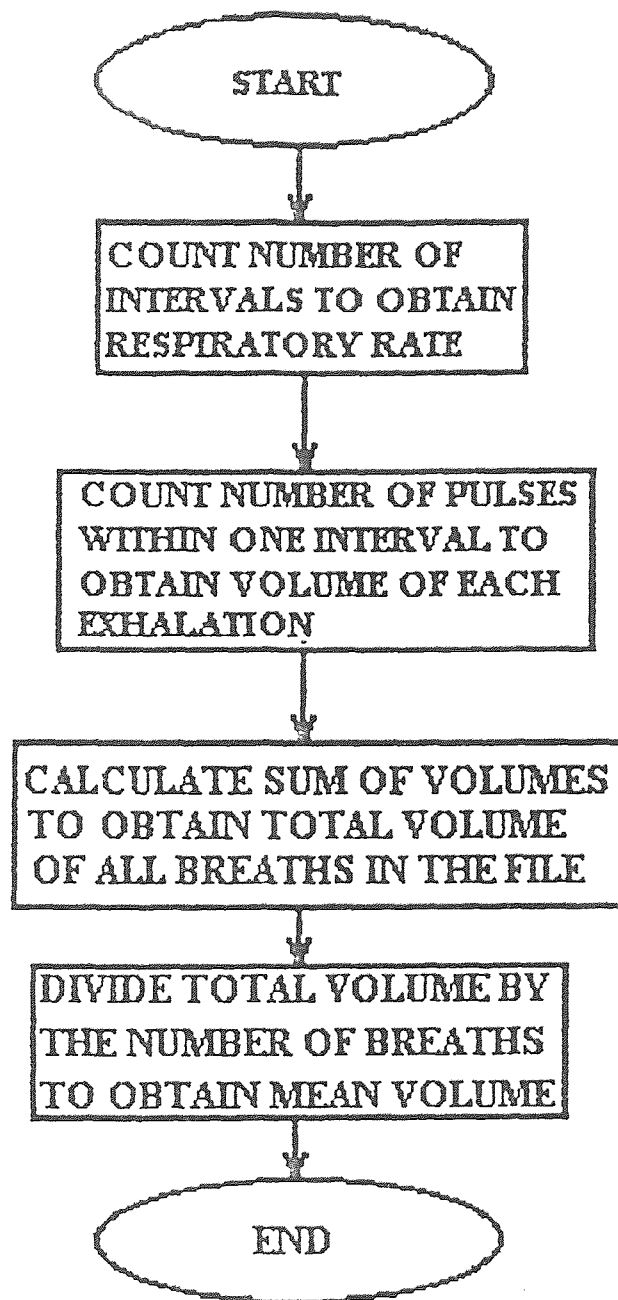 START
COUNT NUMBER OF
INTERVALS TO OBTAIN
RESPIRATORY RATE
COUNT NUMBER OF PULSES
WITHIN ONE INTERVAL TO
OBTAIN VOLUME OF EACH
EXHALATION
CALCULATE SUM OF VOLUMES
TO OBTAIN TOTAL VOLUME
OF ALL BREATHS IN THE FILE
DIVIDE TOTAL VOLUME BY
THE NUMBER OF BREATHS
TO OBTAIN MEAN VOLUME
END